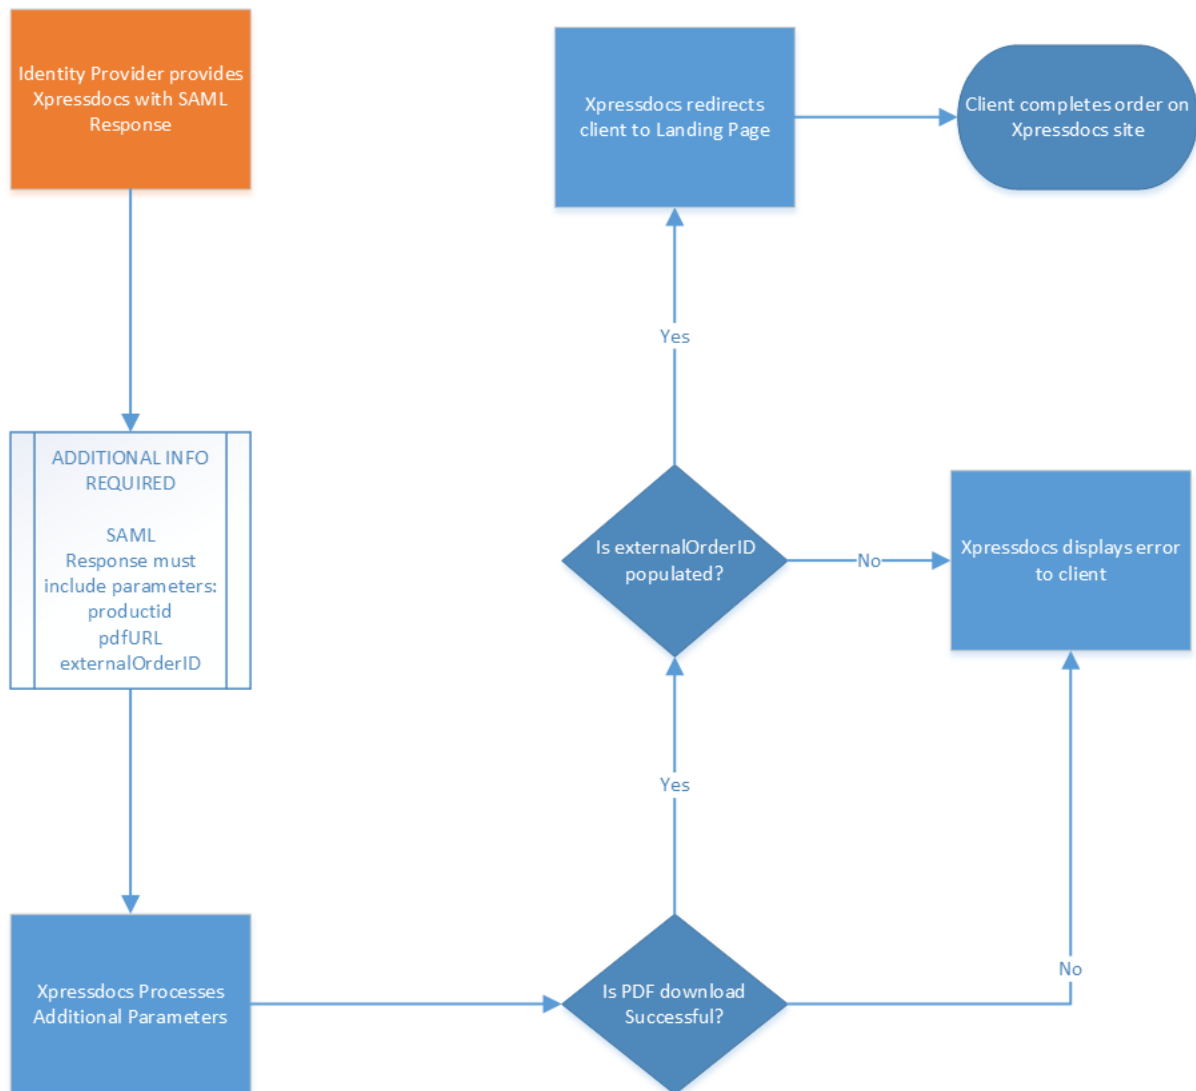 Identity Provider provides
Xpressdocs with SAML
Response
ADDITIONAL INFO
REQUIRED
SAML
Response must
include parameters:
productid
pdfURL
externalOrderID
Xpressdocs Processes
Additional Parameters
Is PDF download
Successful?
Yes
No
Is externalOrderID
populated?
Yes
No
Xpressdocs displays error
to client
Xpressdocs redirects
client to Landing Page
Client completes order on
Xpressdocs site